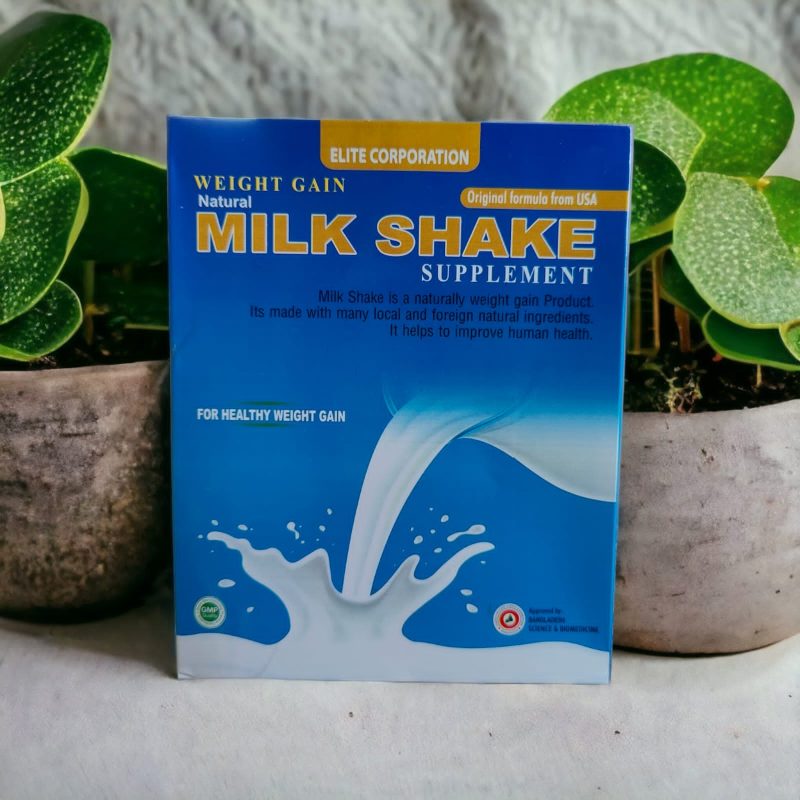 ELITE CORPORATION
WEIGHT GAIN
Original formula from USA
Natural
MILK SHAKE
SUPPLEMENT
Milk Shake is a naturally weight gain Product.
Its made with many local and foreign natural ingredients.
It helps to improve human health.
FOR HEALTHY WEIGHT GAIN
GMP
Quality
Approved by
BANGLADESH
SCIENCE & BIOMEDICINE